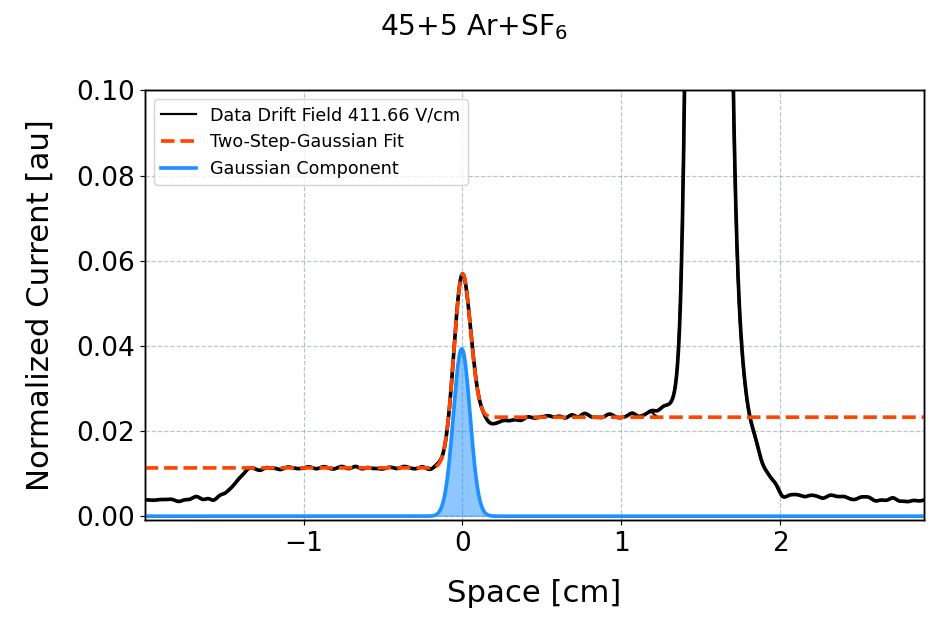 45+5 Ar+SF₆
Normalized Current [au]
0.10
0.08
0.06
0.04
0.02
0.00
Data Drift Field 411.66 V/cm
Two-Step-Gaussian Fit
Gaussian Component
−1 0 1 2
Space [cm]